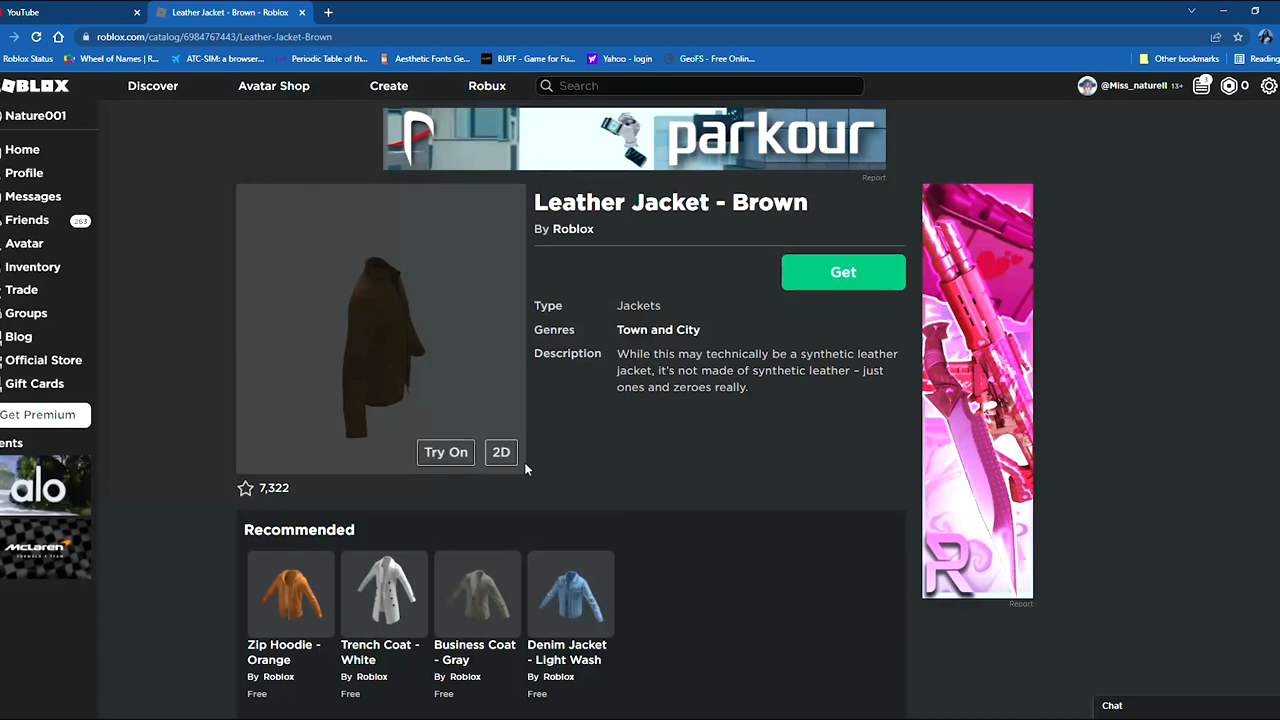 YouTube
Leather Jacket - Brown - Roblox
roblox.com/catalog/6984767443/Leather-Jacket-Brown
Roblox Status
Wheel of Names | R...
ATC-SIM: a browser...
Periodic Table of th...
Aesthetic Fonts Ge...
BUFF - Game for Fu...
Yahoo - login
GeoFS - Free Onlin...
Other bookmarks
Reading
ROBLOX
Discover
Avatar Shop
Create
Robux
Search
@Miss_naturell 13+
3
0
Nature001
Home
Profile
Messages
Friends 263
Avatar
Inventory
Trade
Groups
Blog
Official Store
Gift Cards
Get Premium
ents
alo
McLaren
parkour
Report
Leather Jacket - Brown
By Roblox
Get
Type Jackets
Genres Town and City
Description While this may technically be a synthetic leather
jacket, it's not made of synthetic leather – just
ones and zeroes really.
Try On
2D
7,322
R
Report
Recommended
Zip Hoodie -
Orange
By Roblox
Free
Trench Coat -
White
By Roblox
Free
Business Coat
- Gray
By Roblox
Free
Denim Jacket
- Light Wash
By Roblox
Free
Chat